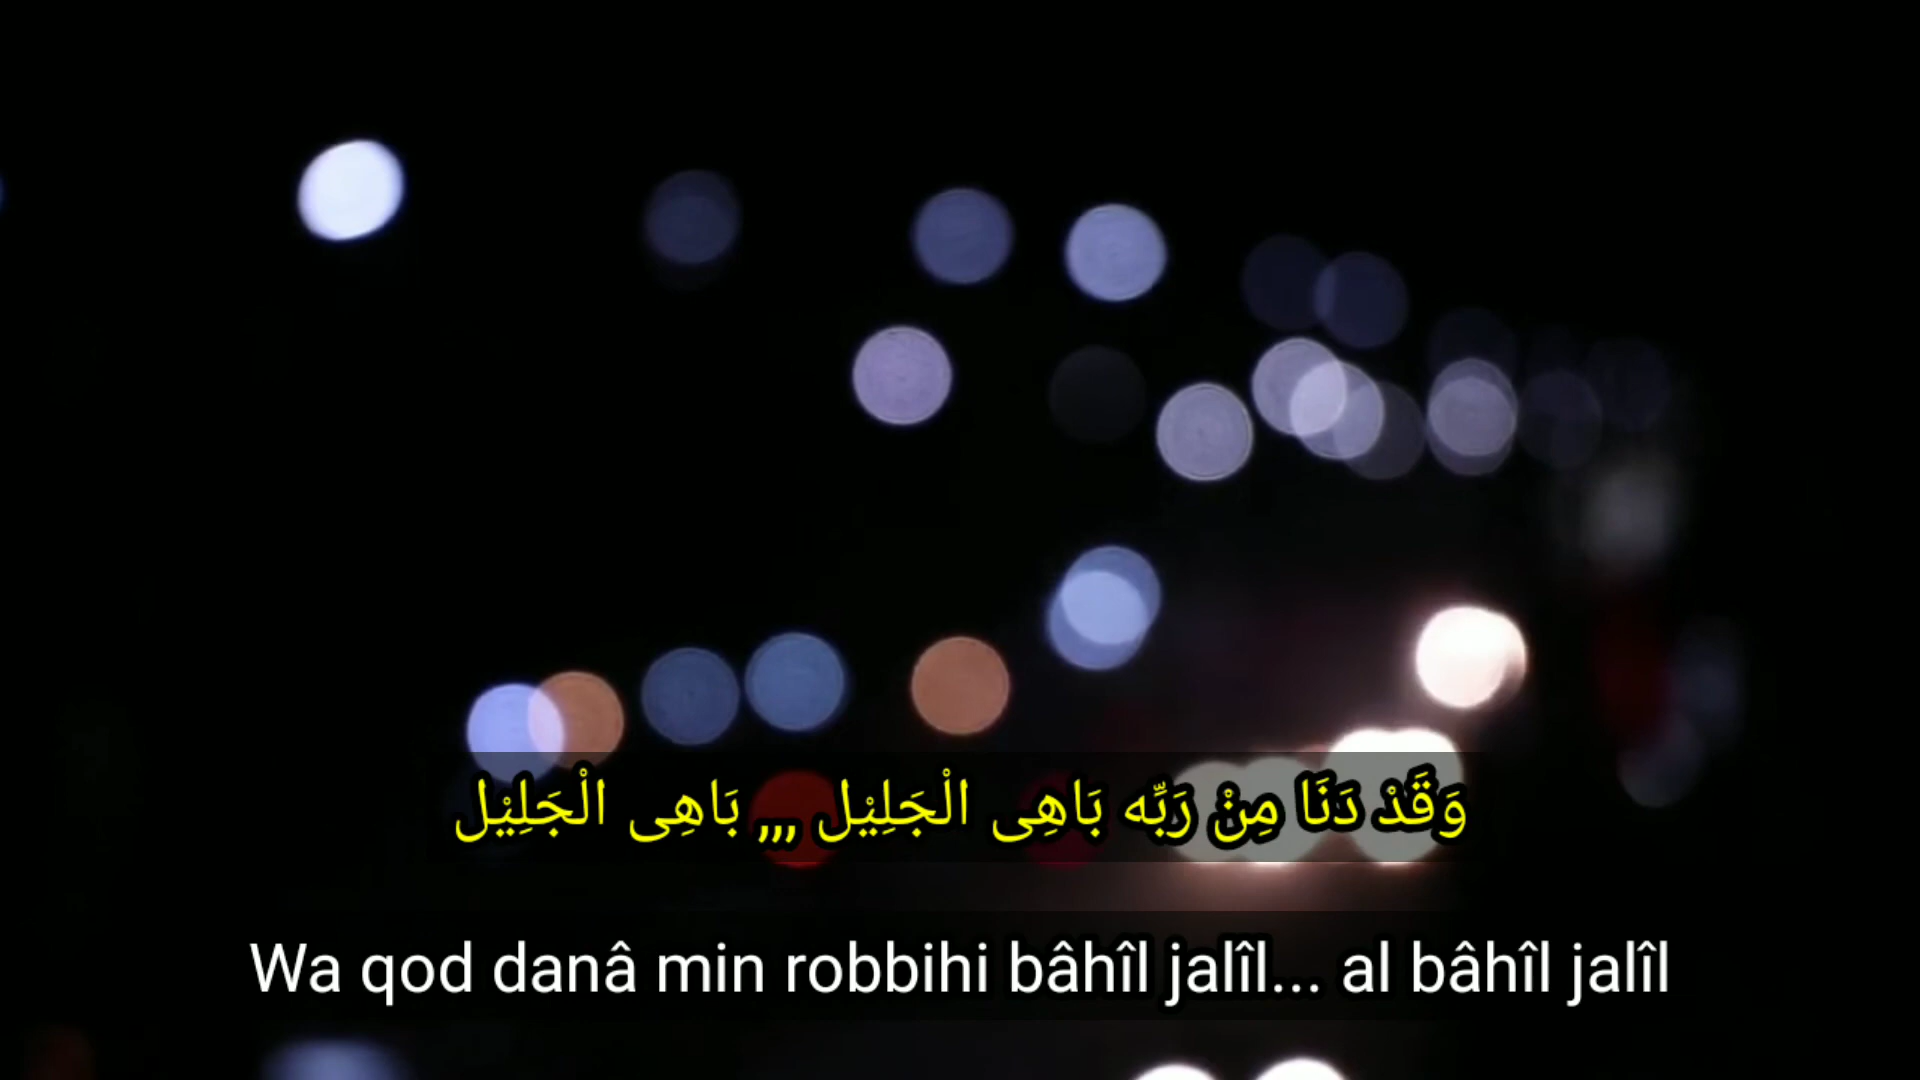 وَقَدْ دَنَا مِنْ رَبِّه بَاهِى الْجَلِيْل ,,, بَاهِى الْجَلِيْل
Wa qod danâ min robbihi bâhîl jalîl... al bâhîl jalîl